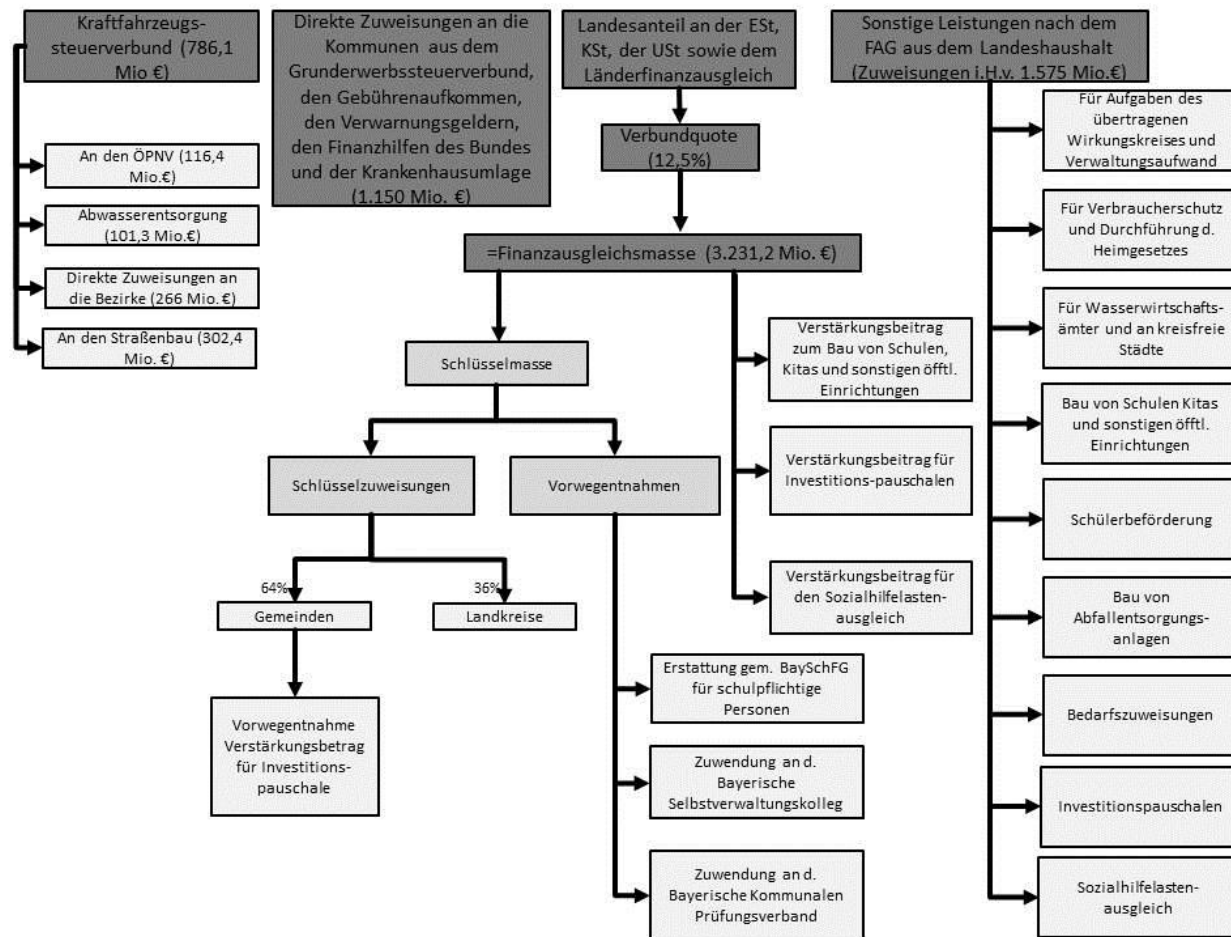 Kraftfahrzeugs-
steuerverbund (786,1
Mio €)
An den ÖPNV (116,4
Mio.€)
Abwasserentsorgung
(101,3 Mio.€)
Direkte Zuweisungen an
die Bezirke (266 Mio. €)
An den Straßenbau (302,4
Mio. €)
Direkte Zuweisungen an die
Kommunen aus dem
Grunderwerbssteuerverbund,
den Gebührenaufkommen,
den Verwarnungsgeldern,
den Finanzhilfen des Bundes
und der Krankenhausumlage
(1.150 Mio. €)
Landesanteil an der ESt,
KSt, der USt sowie dem
Länderfinanzausgleich
Verbundquote
(12,5%)
=Finanzausgleichsmasse (3.231,2 Mio. €)
Schlüsselmasse
Schlüsselzuweisungen
Vorwegentnahmen
64%
36%
Gemeinden
Landkreise
Vorwegentnahme
Verstärkungsbetrag
für Investitions-
pauschale
Erstattung gem. BaySchFG
für schulpflichtige
Personen
Zuwendung an d.
Bayerische
Selbstverwaltungskolleg
Zuwendung an d.
Bayerische Kommunalen
Prüfungsverband
Verstärkungsbeitrag
zum Bau von Schulen,
Kitas und sonstigen öfftl.
Einrichtungen
Verstärkungsbeitrag für
Investitions-pauschalen
Verstärkungsbeitrag für
den Sozialhilfelasten-
ausgleich
Sonstige Leistungen nach dem
FAG aus dem Landeshaushalt
(Zuweisungen i.H.v. 1.575 Mio.€)
Für Aufgaben des
übertragenen
Wirkungskreises und
Verwaltungsaufwand
Für Verbraucherschutz
und Durchführung d.
Heimgesetzes
Für Wasserwirtschafts-
ämter und an kreisfreie
Städte
Bau von Schulen Kitas
und sonstigen öfftl.
Einrichtungen
Schülerbeförderung
Bau von
Abfallentsorgungs-
anlagen
Bedarfszuweisungen
Investitionspauschalen
Sozialhilfelasten-
ausgleich